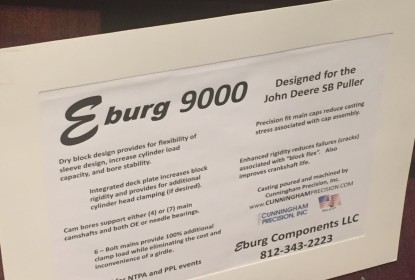 Eburg 9000
Dry block design provides for flexibility of
sleeve design, increase cylinder load
capacity, and bore stability.
Integrated deck plate increases block
rigidity and provides for additional
cylinder head clamping (if desired).
Cam bores support either (4) or (7) main
camshafts and both OE or needle bearings.
6 – Bolt mains provide 100% additional
clamp load while eliminating the cost and
inconvenience of a girdle.
for NTPA and PPL events
Designed for the
John Deere SB Puller
Precision fit main caps reduce casting
stress associated with cap assembly.
Enhanced rigidity reduces failures (cracks)
associated with "block flex". Also
improves crankshaft life.
Casting poured and machined by
Cunningham Precision, Inc.
www.CUNNINGHAMPRECISION.COM
CUNNINGHAM
PRECISION, INC
Eburg Components LLC
812-343-2223